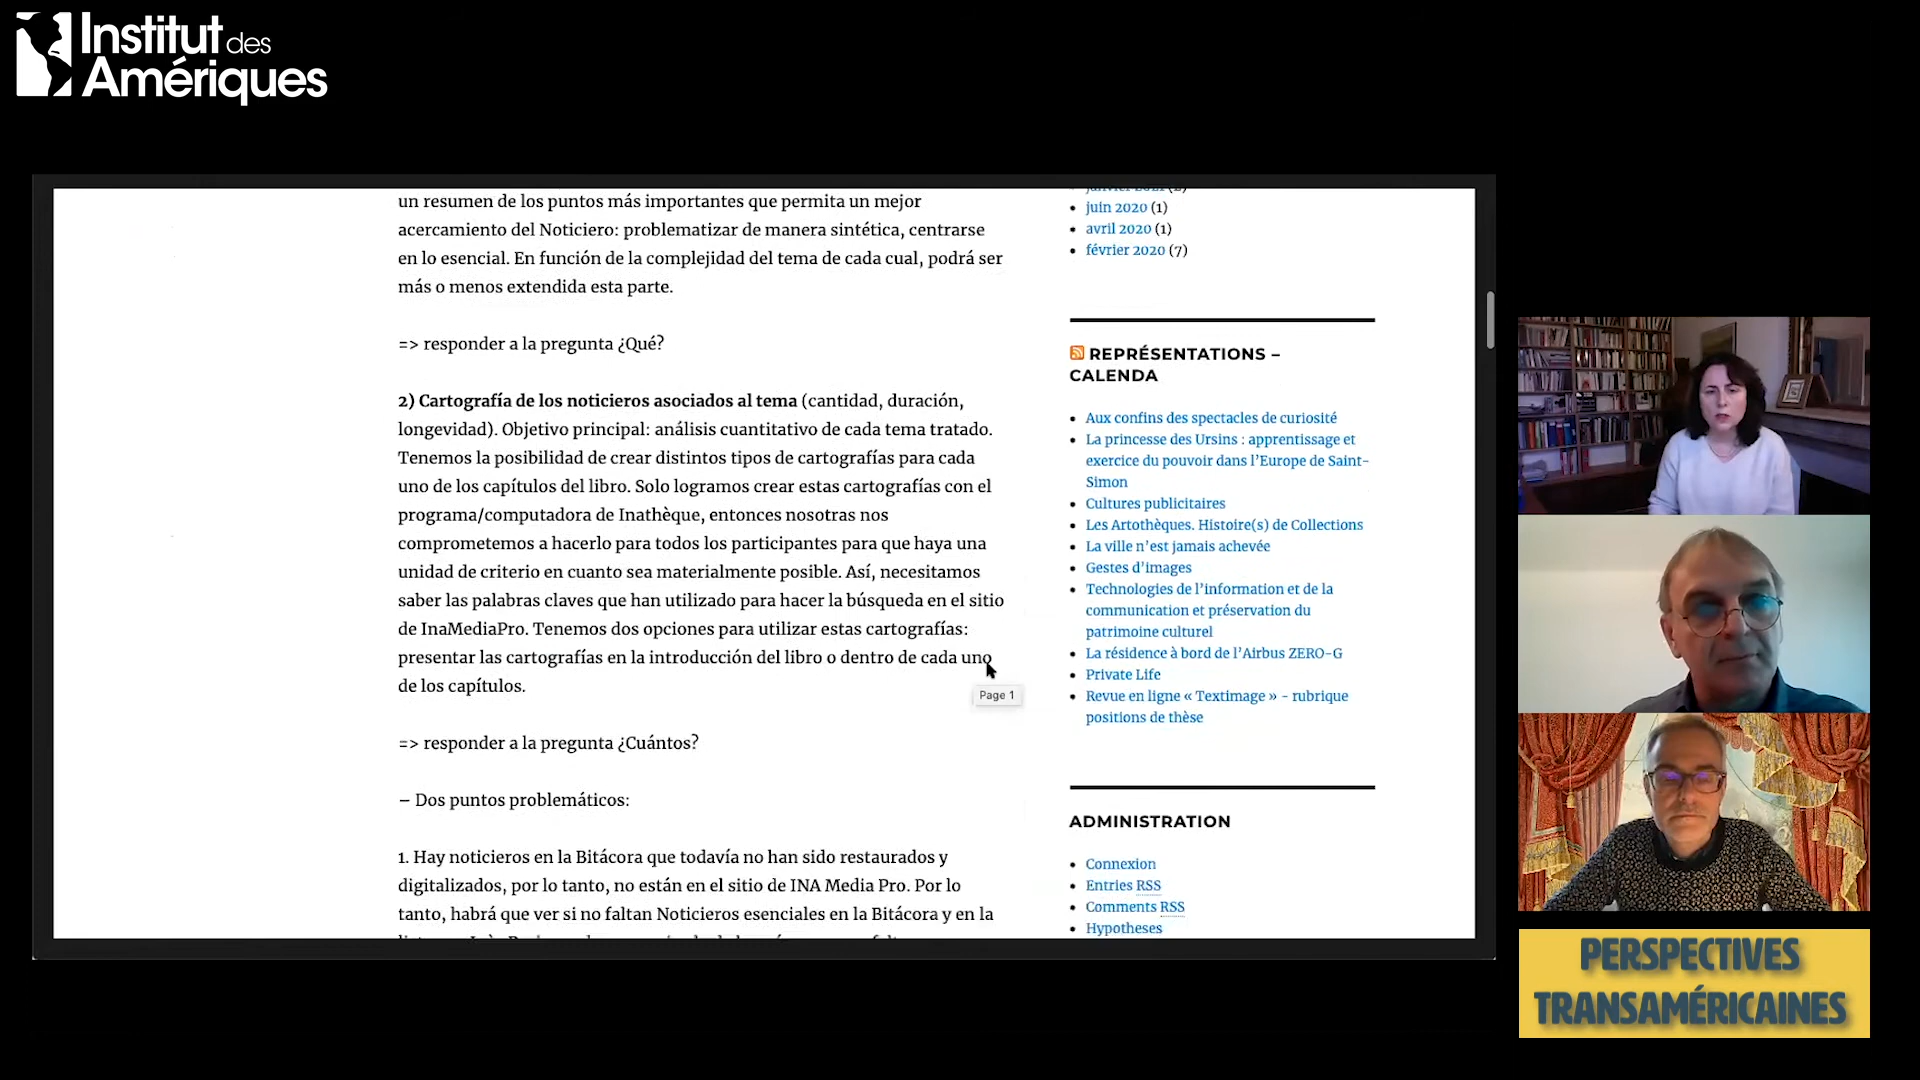 Institut des
Amériques
un resumen de los puntos más importantes que permita un mejor
acercamiento del Noticiero: problematizar de manera sintética, centrarse
en lo esencial. En función de la complejidad del tema de cada cual, podrá ser
más o menos extendida esta parte.
=> responder a la pregunta ¿Qué?
2) Cartografía de los noticieros asociados al tema (cantidad, duración,
longevidad). Objetivo principal: análisis cuantitativo de cada tema tratado.
Tenemos la posibilidad de crear distintos tipos de cartografías para cada
uno de los capítulos del libro. Solo logramos crear estas cartografías con el
programa/computadora de Inathèque, entonces nosotras nos
comprometemos a hacerlo para todos los participantes para que haya una
unidad de criterio en cuanto sea materialmente posible. Así, necesitamos
saber las palabras claves que han utilizado para hacer la búsqueda en el sitio
de InaMediaPro. Tenemos dos opciones para utilizar estas cartografías:
presentar las cartografías en la introducción del libro o dentro de cada uno
de los capítulos.
Page 1
=> responder a la pregunta ¿Cuántos?
– Dos puntos problemáticos:
1. Hay noticieros en la Bitácora que todavía no han sido restaurados y
digitalizados, por lo tanto, no están en el sitio de INA Media Pro. Por lo
tanto, habrá que ver si no faltan Noticieros esenciales en la Bitácora y en la
juin 2020 (1)
avril 2020 (1)
février 2020 (7)
REPRÉSENTATIONS –
CALENDA
Aux confins des spectacles de curiosité
La princesse des Ursins : apprentissage et
exercice du pouvoir dans l’Europe de Saint-
Simon
Cultures publicitaires
Les Artothèques. Histoire(s) de Collections
La ville n’est jamais achevée
Gestes d’images
Technologies de l’information et de la
communication et préservation du
patrimoine culturel
La résidence à bord de l’Airbus ZERO-G
Private Life
Revue en ligne « Textimage » - rubrique
positions de thèse
ADMINISTRATION
Connexion
Entries RSS
Comments RSS
Hypotheses
PERSPECTIVES
TRANSAMÉRICAINES